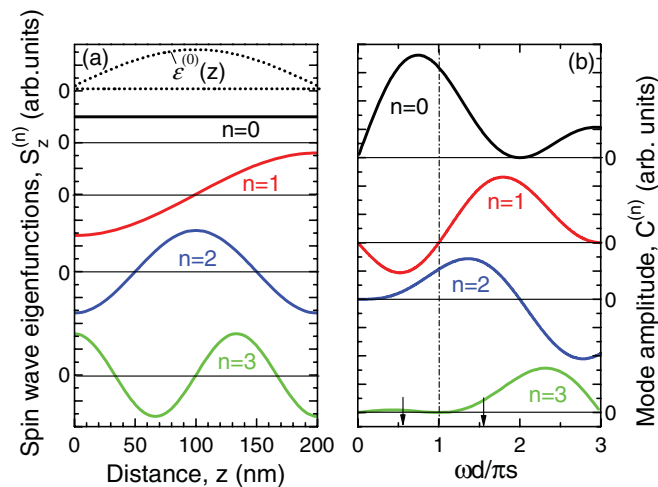 Spin wave eigenfunctions, S_z^(n) (arb.units)
(a)
ε^(0)(z)
0
n=0
0
n=1
0
n=2
0
n=3
0
0 50 100 150 200
Distance, z (nm)
(b)
n=0
n=1
0
n=2
0
n=3
0
0 1 2 3
ωd/πs
Mode amplitude, C^(n) (arb. units)